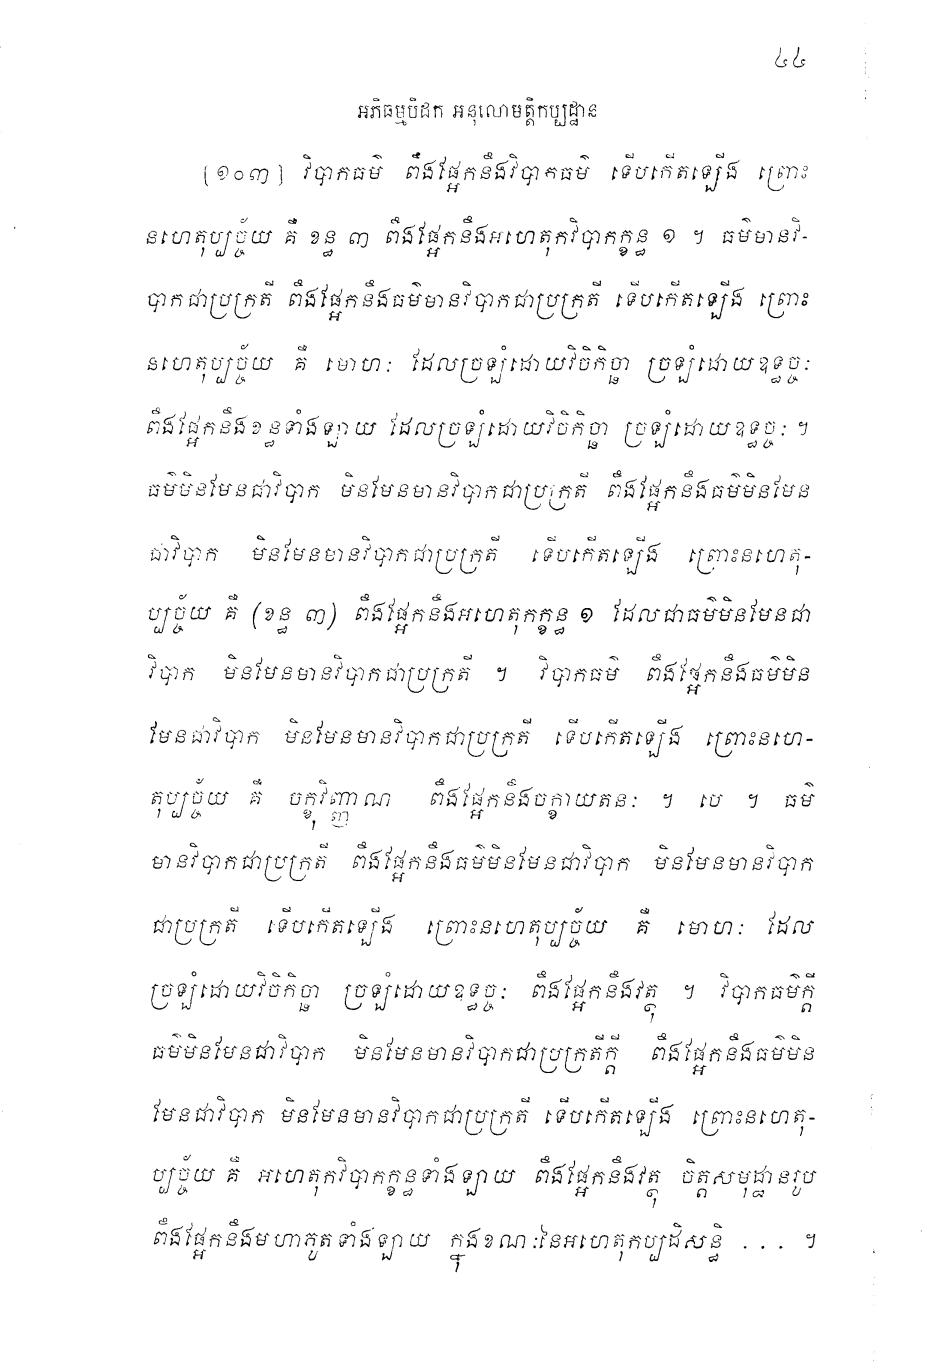 ៤៤
អភិធម្មបិដក អនុលោមត្តិកប្បដ្ឋាន
[១០៣] វិបាកធម៌ ពឹងផ្អែកនឹងវិបាកធម៌ ទើបកើតឡើង ព្រោះ
នហេតុប្បច្ច័យ គឺ ខន្ធ ៣ ពឹងផ្អែកនឹងអហេតុកវិបាកក្ខន្ធ ១ ។ ធម៌មានវិ-
បាកជាប្រក្រតី ពឹងផ្អែកនឹងធម៌មានវិបាកជាប្រក្រតី ទើបកើតឡើង ព្រោះ
នហេតុប្បច្ច័យ គឺ មោហៈ ដែលច្រឡំដោយវិចិកិច្ឆា ច្រឡំដោយឧទ្ធច្ចៈ
ពឹងផ្អែកនឹងខន្ធទាំងឡាយ ដែលច្រឡំដោយវិចិកិច្ឆា ច្រឡំដោយឧទ្ធច្ចៈ ។
ធម៌មិនមែនជាវិបាក មិនមែនមានវិបាកជាប្រក្រតី ពឹងផ្អែកនឹងធម៌មិនមែន
ជាវិបាក មិនមែនមានវិបាកជាប្រក្រតី ទើបកើតឡើង ព្រោះនហេតុ-
ប្បច្ច័យ គឺ (ខន្ធ ៣) ពឹងផ្អែកនឹងអហេតុកក្ខន្ធ ១ ដែលជាធម៌មិនមែនជា
វិបាក មិនមែនមានវិបាកជាប្រក្រតី ។ វិបាកធម៌ ពឹងផ្អែកនឹងធម៌មិន
មែនជាវិបាក មិនមែនមានវិបាកជាប្រក្រតី ទើបកើតឡើង ព្រោះនហេ-
តុប្បច្ច័យ គឺ ចក្ខុវិញ្ញាណ ពឹងផ្អែកនឹងចក្ខាយតនៈ ។ បេ ។ ធម៌
មានវិបាកជាប្រក្រតី ពឹងផ្អែកនឹងធម៌មិនមែនជាវិបាក មិនមែនមានវិបាក
ជាប្រក្រតី ទើបកើតឡើង ព្រោះនហេតុប្បច្ច័យ គឺ មោហៈ ដែល
ច្រឡំដោយវិចិកិច្ឆា ច្រឡំដោយឧទ្ធច្ចៈ ពឹងផ្អែកនឹងវត្ថុ ។ វិបាកធម៌ក្តី
ធម៌មិនមែនជាវិបាក មិនមែនមានវិបាកជាប្រក្រតីក្តី ពឹងផ្អែកនឹងធម៌មិន
មែនជាវិបាក មិនមែនមានវិបាកជាប្រក្រតី ទើបកើតឡើង ព្រោះនហេតុ-
ប្បច្ច័យ គឺ អហេតុកវិបាកក្ខន្ធទាំងឡាយ ពឹងផ្អែកនឹងវត្ថុ ចិត្តសមុដ្ឋានរូប
ពឹងផ្អែកនឹងមហាភូតទាំងឡាយ ក្នុងខណៈនៃអហេតុកប្បដិសន្ធិ . . . ។